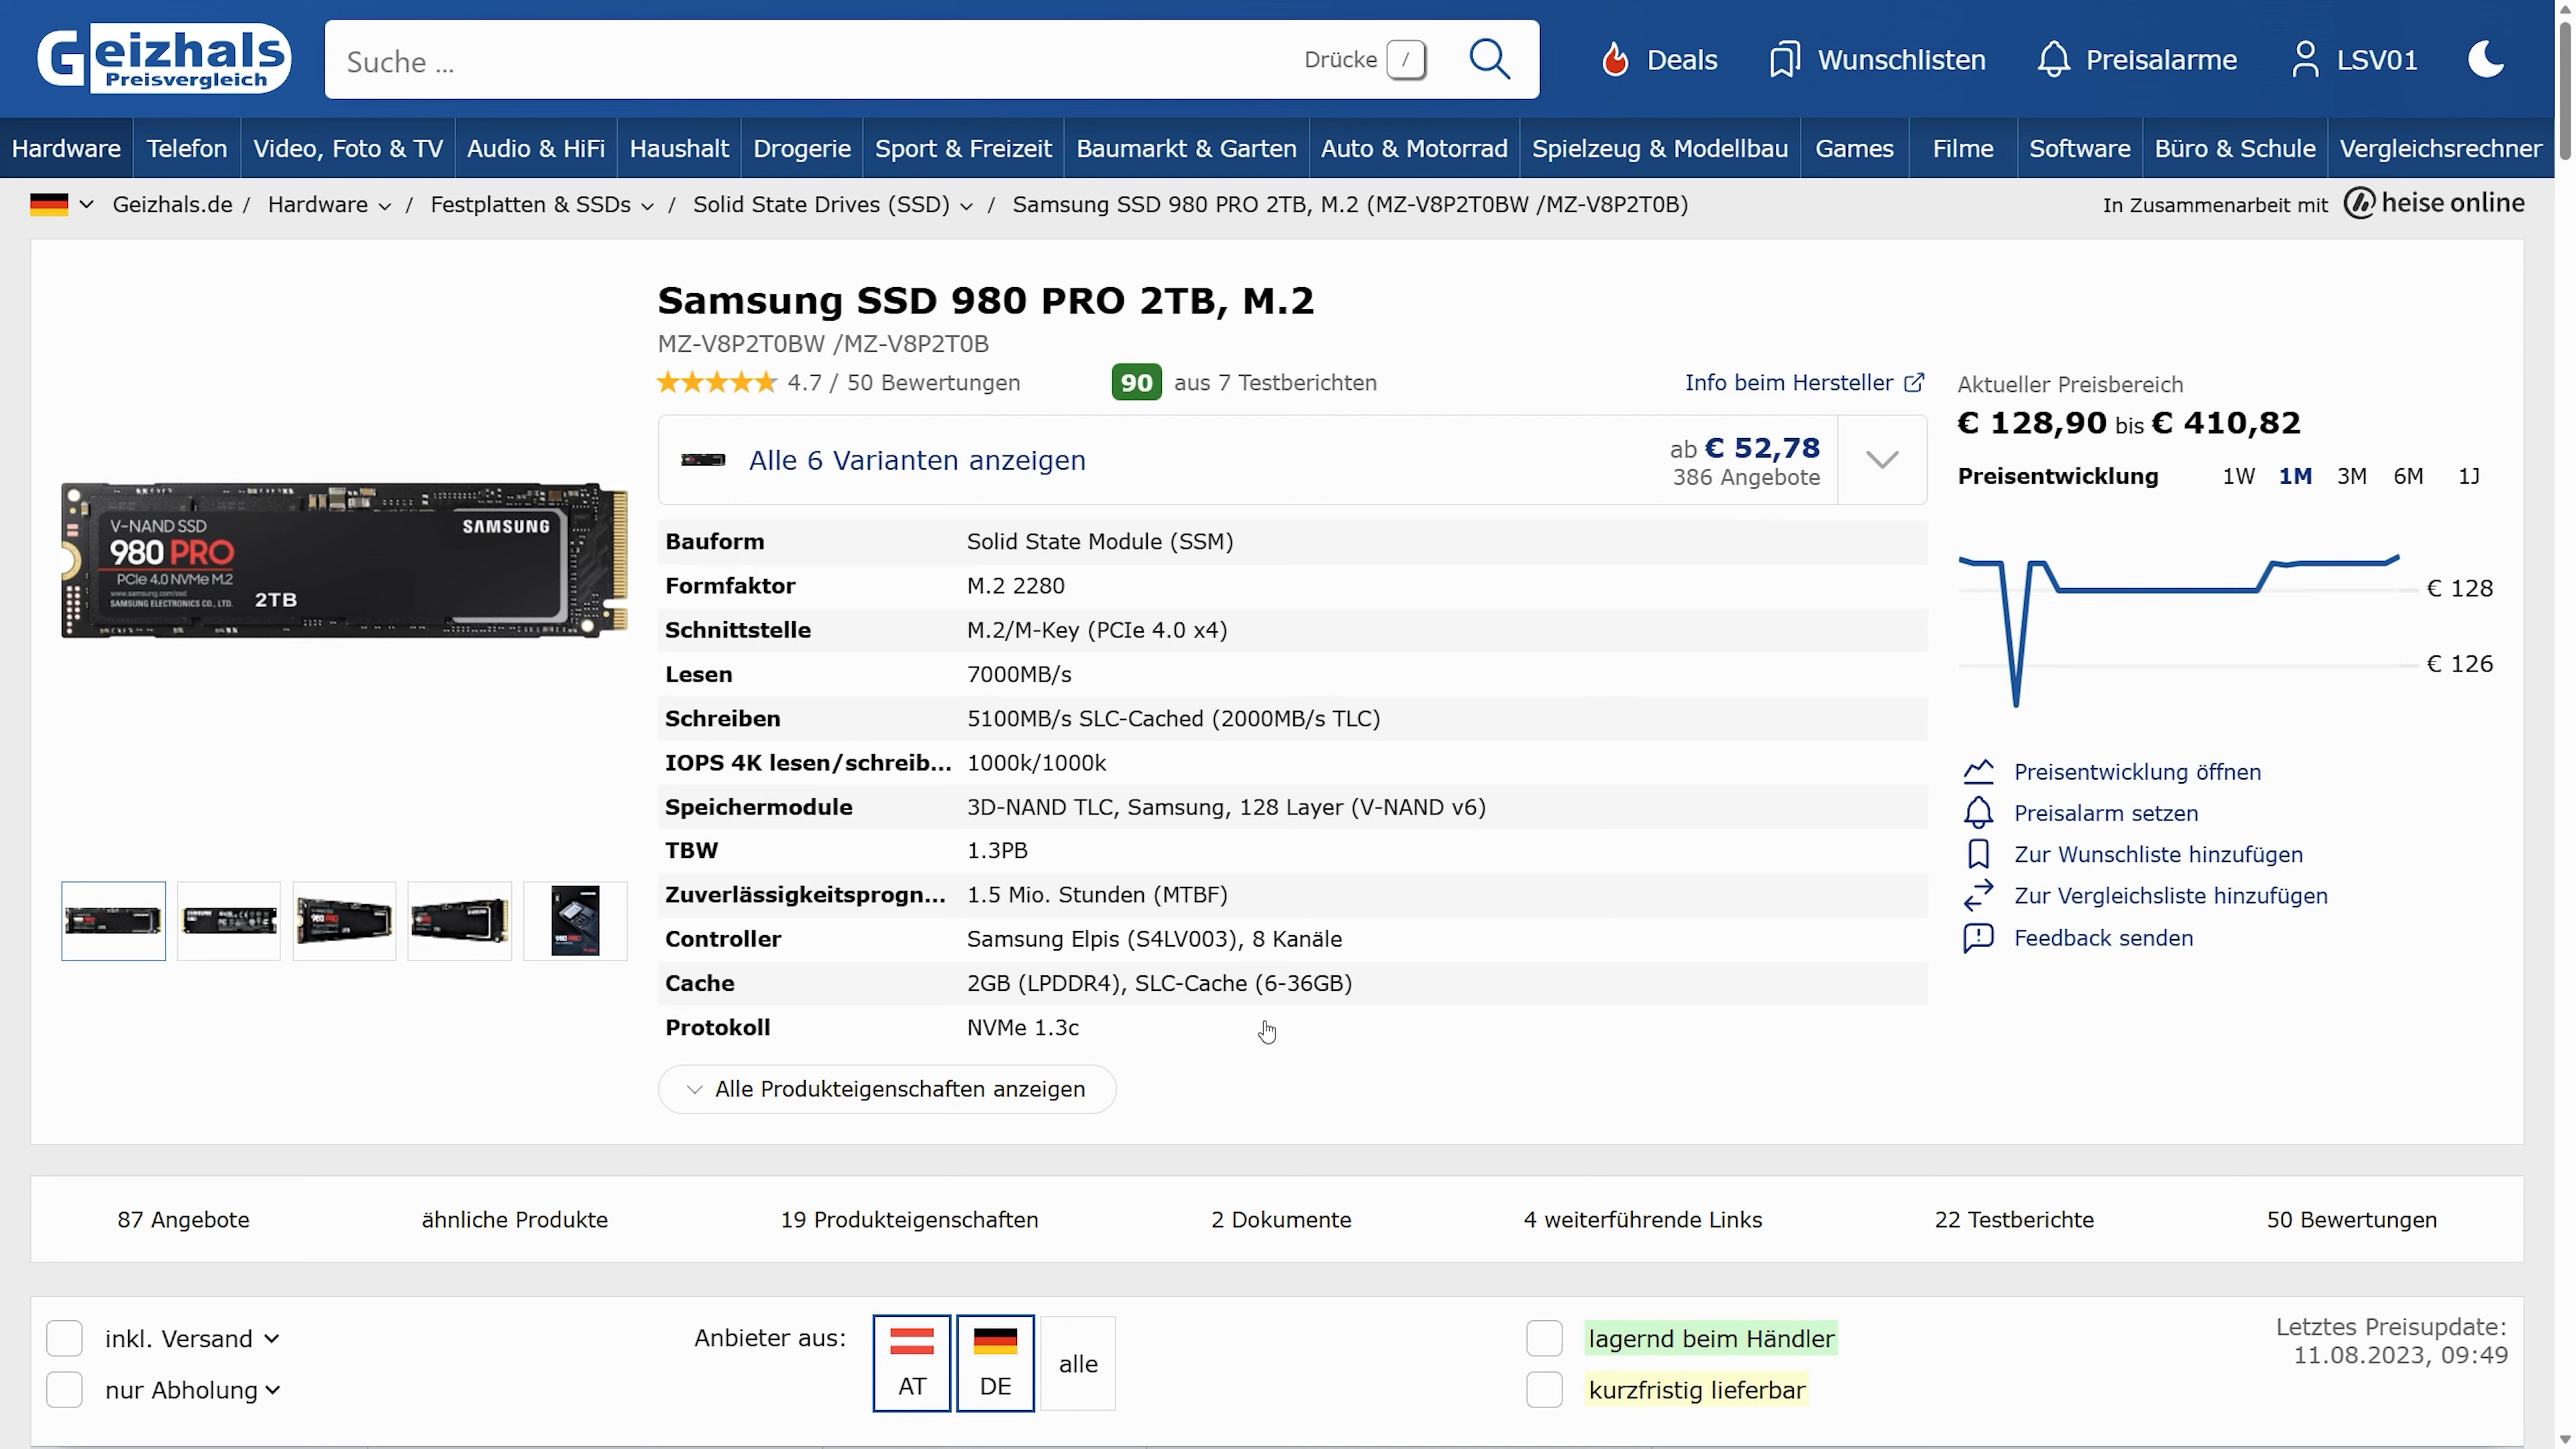 Geizhals
Preisvergleich
Suche ...
Drücke /
Deals
Wunschlisten
Preisalarme
LSV01
Hardware
Telefon
Video, Foto & TV
Audio & HiFi
Haushalt
Drogerie
Sport & Freizeit
Baumarkt & Garten
Auto & Motorrad
Spielzeug & Modellbau
Games
Filme
Software
Büro & Schule
Vergleichsrechner
Geizhals.de / Hardware / Festplatten & SSDs / Solid State Drives (SSD) / Samsung SSD 980 PRO 2TB, M.2 (MZ-V8P2T0BW /MZ-V8P2T0B)
In Zusammenarbeit mit heise online
Samsung SSD 980 PRO 2TB, M.2
MZ-V8P2T0BW /MZ-V8P2T0B
4.7 / 50 Bewertungen
90 aus 7 Testberichten
Info beim Hersteller
Alle 6 Varianten anzeigen
ab € 52,78
386 Angebote
V-NAND SSD
980 PRO
PCIe 4.0 NVMe M.2
www.samsung.com/ssd
SAMSUNG ELECTRONICS CO., LTD.
2TB
SAMSUNG
Bauform Solid State Module (SSM)
Formfaktor M.2 2280
Schnittstelle M.2/M-Key (PCIe 4.0 x4)
Lesen 7000MB/s
Schreiben 5100MB/s SLC-Cached (2000MB/s TLC)
IOPS 4K lesen/schreib... 1000k/1000k
Speichermodule 3D-NAND TLC, Samsung, 128 Layer (V-NAND v6)
TBW 1.3PB
Zuverlässigkeitsprogn... 1.5 Mio. Stunden (MTBF)
Controller Samsung Elpis (S4LV003), 8 Kanäle
Cache 2GB (LPDDR4), SLC-Cache (6-36GB)
Protokoll NVMe 1.3c
Alle Produkteigenschaften anzeigen
Aktueller Preisbereich
€ 128,90 bis € 410,82
Preisentwicklung 1W 1M 3M 6M 1J
€ 128
€ 126
Preisentwicklung öffnen
Preisalarm setzen
Zur Wunschliste hinzufügen
Zur Vergleichsliste hinzufügen
Feedback senden
87 Angebote
ähnliche Produkte
19 Produkteigenschaften
2 Dokumente
4 weiterführende Links
22 Testberichte
50 Bewertungen
inkl. Versand
nur Abholung
Anbieter aus:
AT
DE
alle
lagernd beim Händler
kurzfristig lieferbar
Letztes Preisupdate:
11.08.2023, 09:49